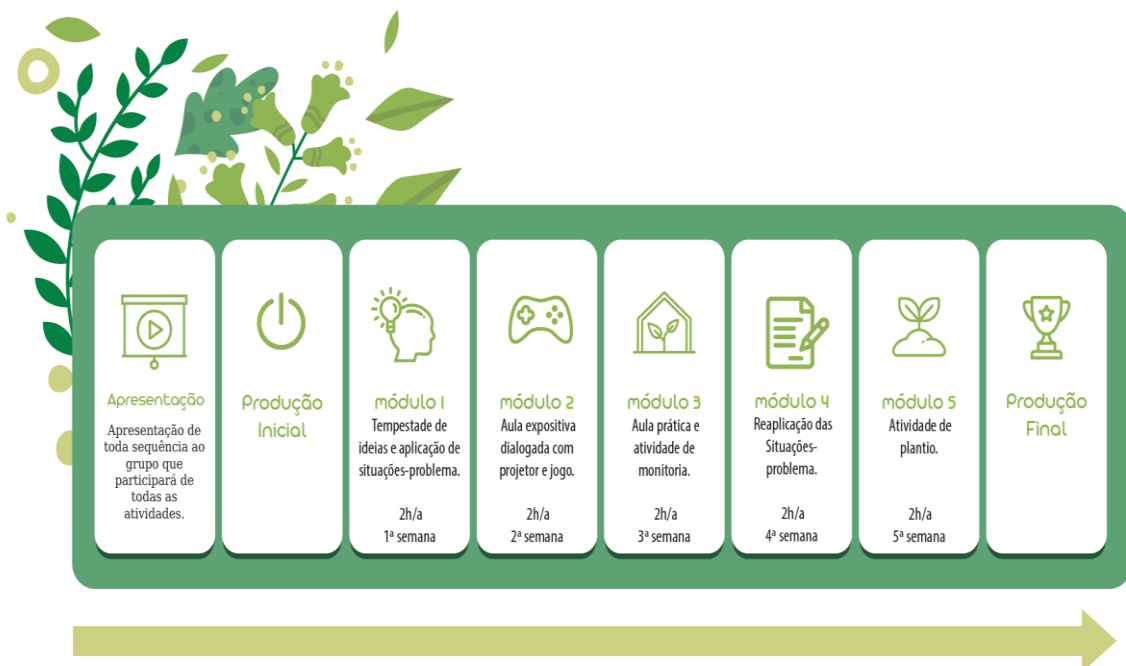 Apresentação
Apresentação de
toda sequência ao
grupo que
participará de
todas as
atividades.
Produção
Inicial
módulo 1
Tempestade de
ideias e aplicação de
situações-problema.
2h/a
1ª semana
módulo 2
Aula expositiva
dialogada com
projetor e jogo.
2h/a
2ª semana
módulo 3
Aula prática e
atividade de
monitoria.
2h/a
3ª semana
módulo 4
Reaplicação das
Situações-
problema.
2h/a
4ª semana
módulo 5
Atividade de
plantio.
2h/a
5ª semana
Produção
Final